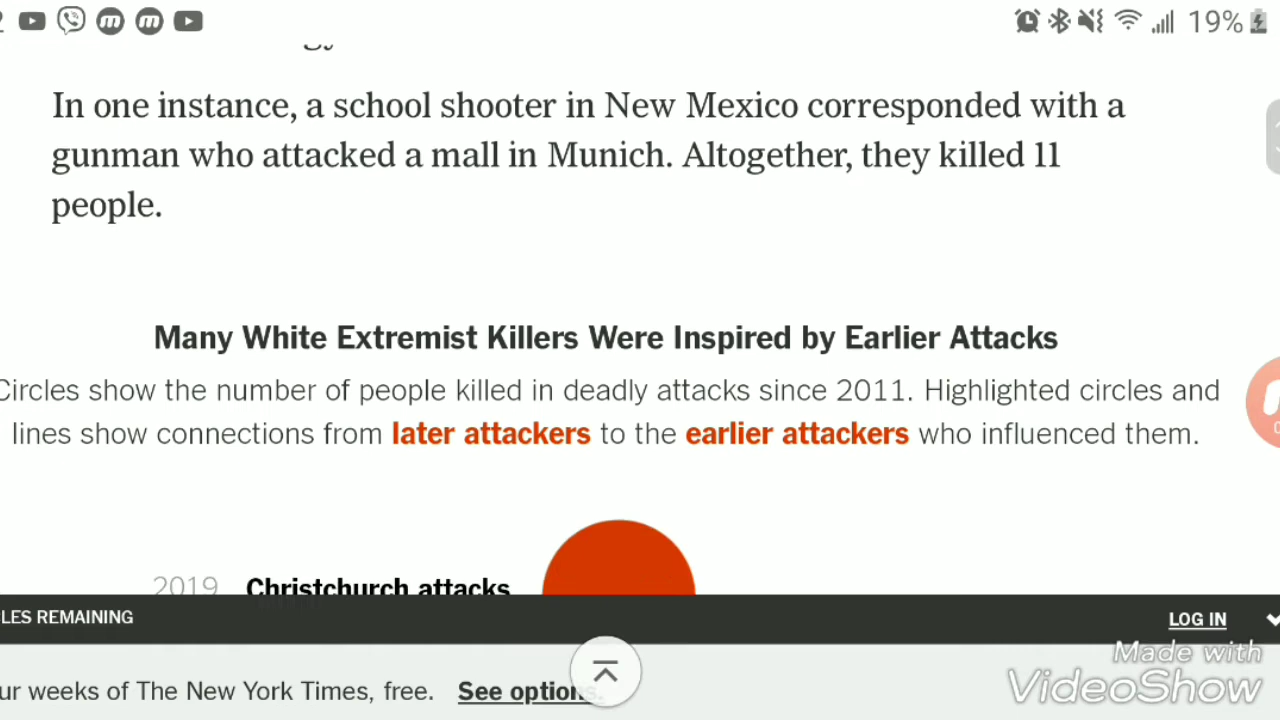 19%
In one instance, a school shooter in New Mexico corresponded with a
gunman who attacked a mall in Munich. Altogether, they killed 11
people.
Many White Extremist Killers Were Inspired by Earlier Attacks
Circles show the number of people killed in deadly attacks since 2011. Highlighted circles and
lines show connections from later attackers to the earlier attackers who influenced them.
2019 Christchurch attacks
LES REMAINING
LOG IN
ur weeks of The New York Times, free. See options.
Made with
VideoShow